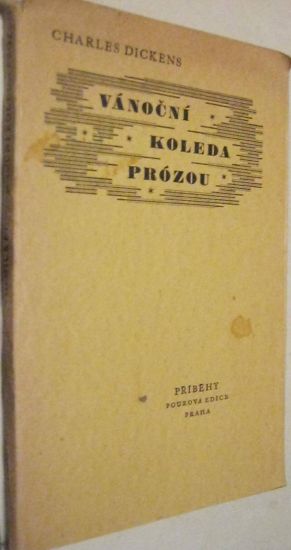 CHARLES DICKENS
VÁNOČNÍ
KOLEDA
PRÓZOU
PŘÍBĚHY
POUROVA EDICE
PRAHA